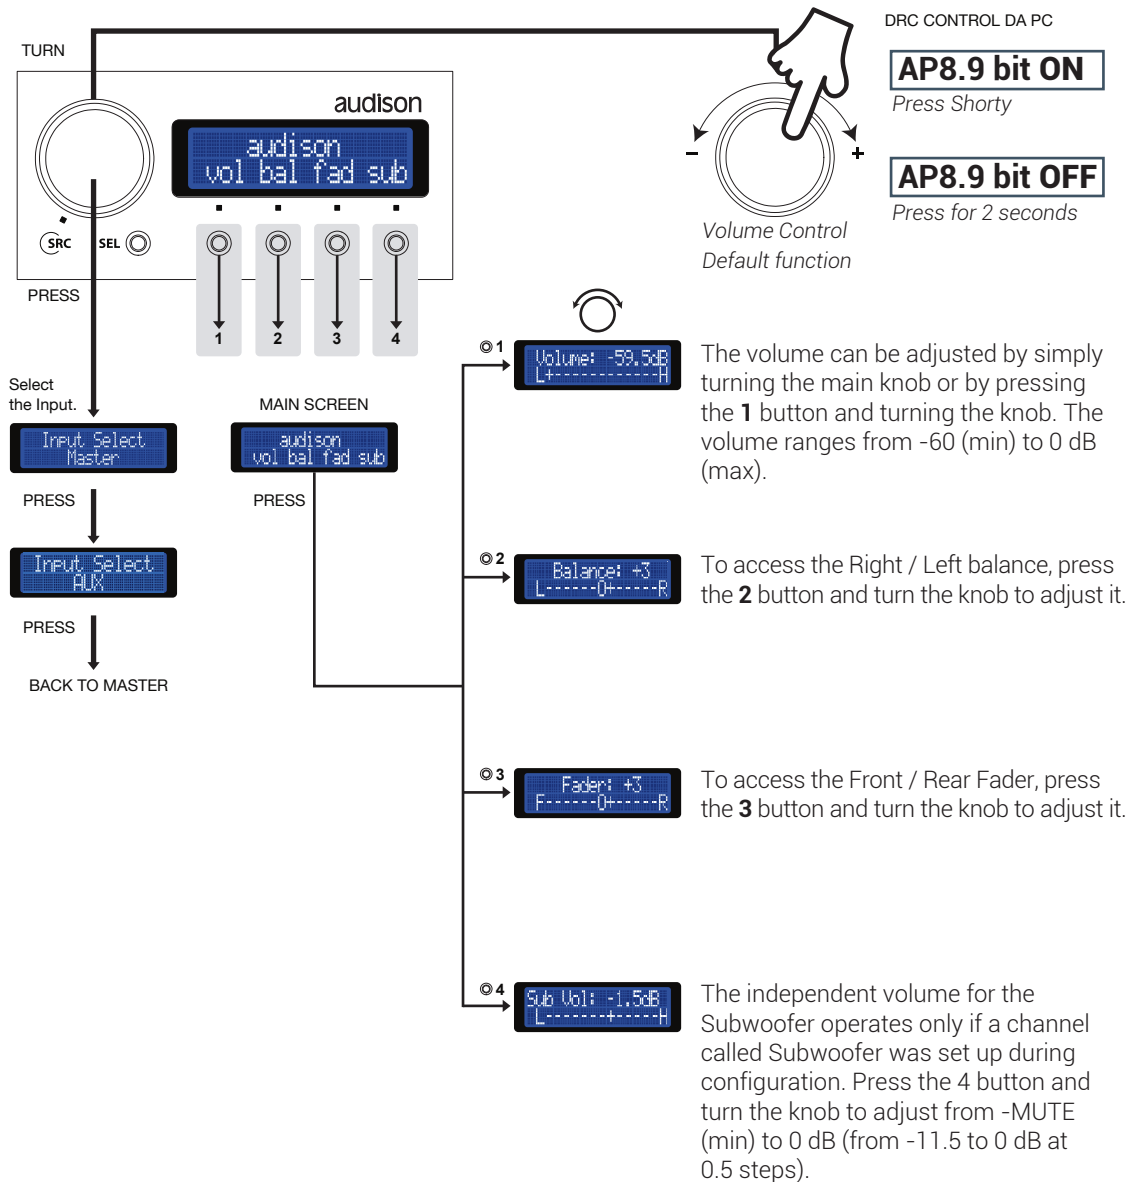 TURN
DRC CONTROL DA PC
AP8.9 bit ON
Press Shorty
AP8.9 bit OFF
Press for 2 seconds
audison
audison
vol bal fad sub
SRC
SEL
-
+
Volume Control
Default function
PRESS
1
2
3
4
Select
the Input.
Input Select
Master
PRESS
Input Select
AUX
PRESS
BACK TO MASTER
MAIN SCREEN
audison
vol bal fad sub
PRESS
1
Volume: -59.5dB
L+------------H
The volume can be adjusted by simply
turning the main knob or by pressing
the 1 button and turning the knob. The
volume ranges from -60 (min) to 0 dB
(max).
2
Balance: +3
L------0+-----R
To access the Right / Left balance, press
the 2 button and turn the knob to adjust it.
3
Fader: +3
F------0+-----R
To access the Front / Rear Fader, press
the 3 button and turn the knob to adjust it.
4
Sub Vol: -1.5dB
L-------+-----H
The independent volume for the
Subwoofer operates only if a channel
called Subwoofer was set up during
configuration. Press the 4 button and
turn the knob to adjust from -MUTE
(min) to 0 dB (from -11.5 to 0 dB at
0.5 steps).